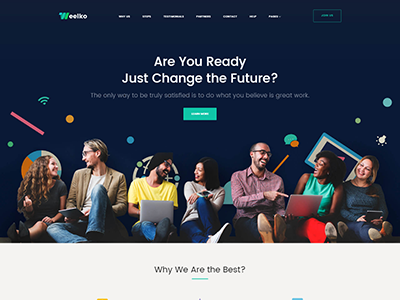 Weelko
WHY US STEPS TESTIMONIALS PARTNERS CONTACT HELP PAGES
JOIN US
Are You Ready
Just Change the Future?
The only way to be truly satisfied is to do what you believe is great work.
LEARN MORE
Why We Are the Best?